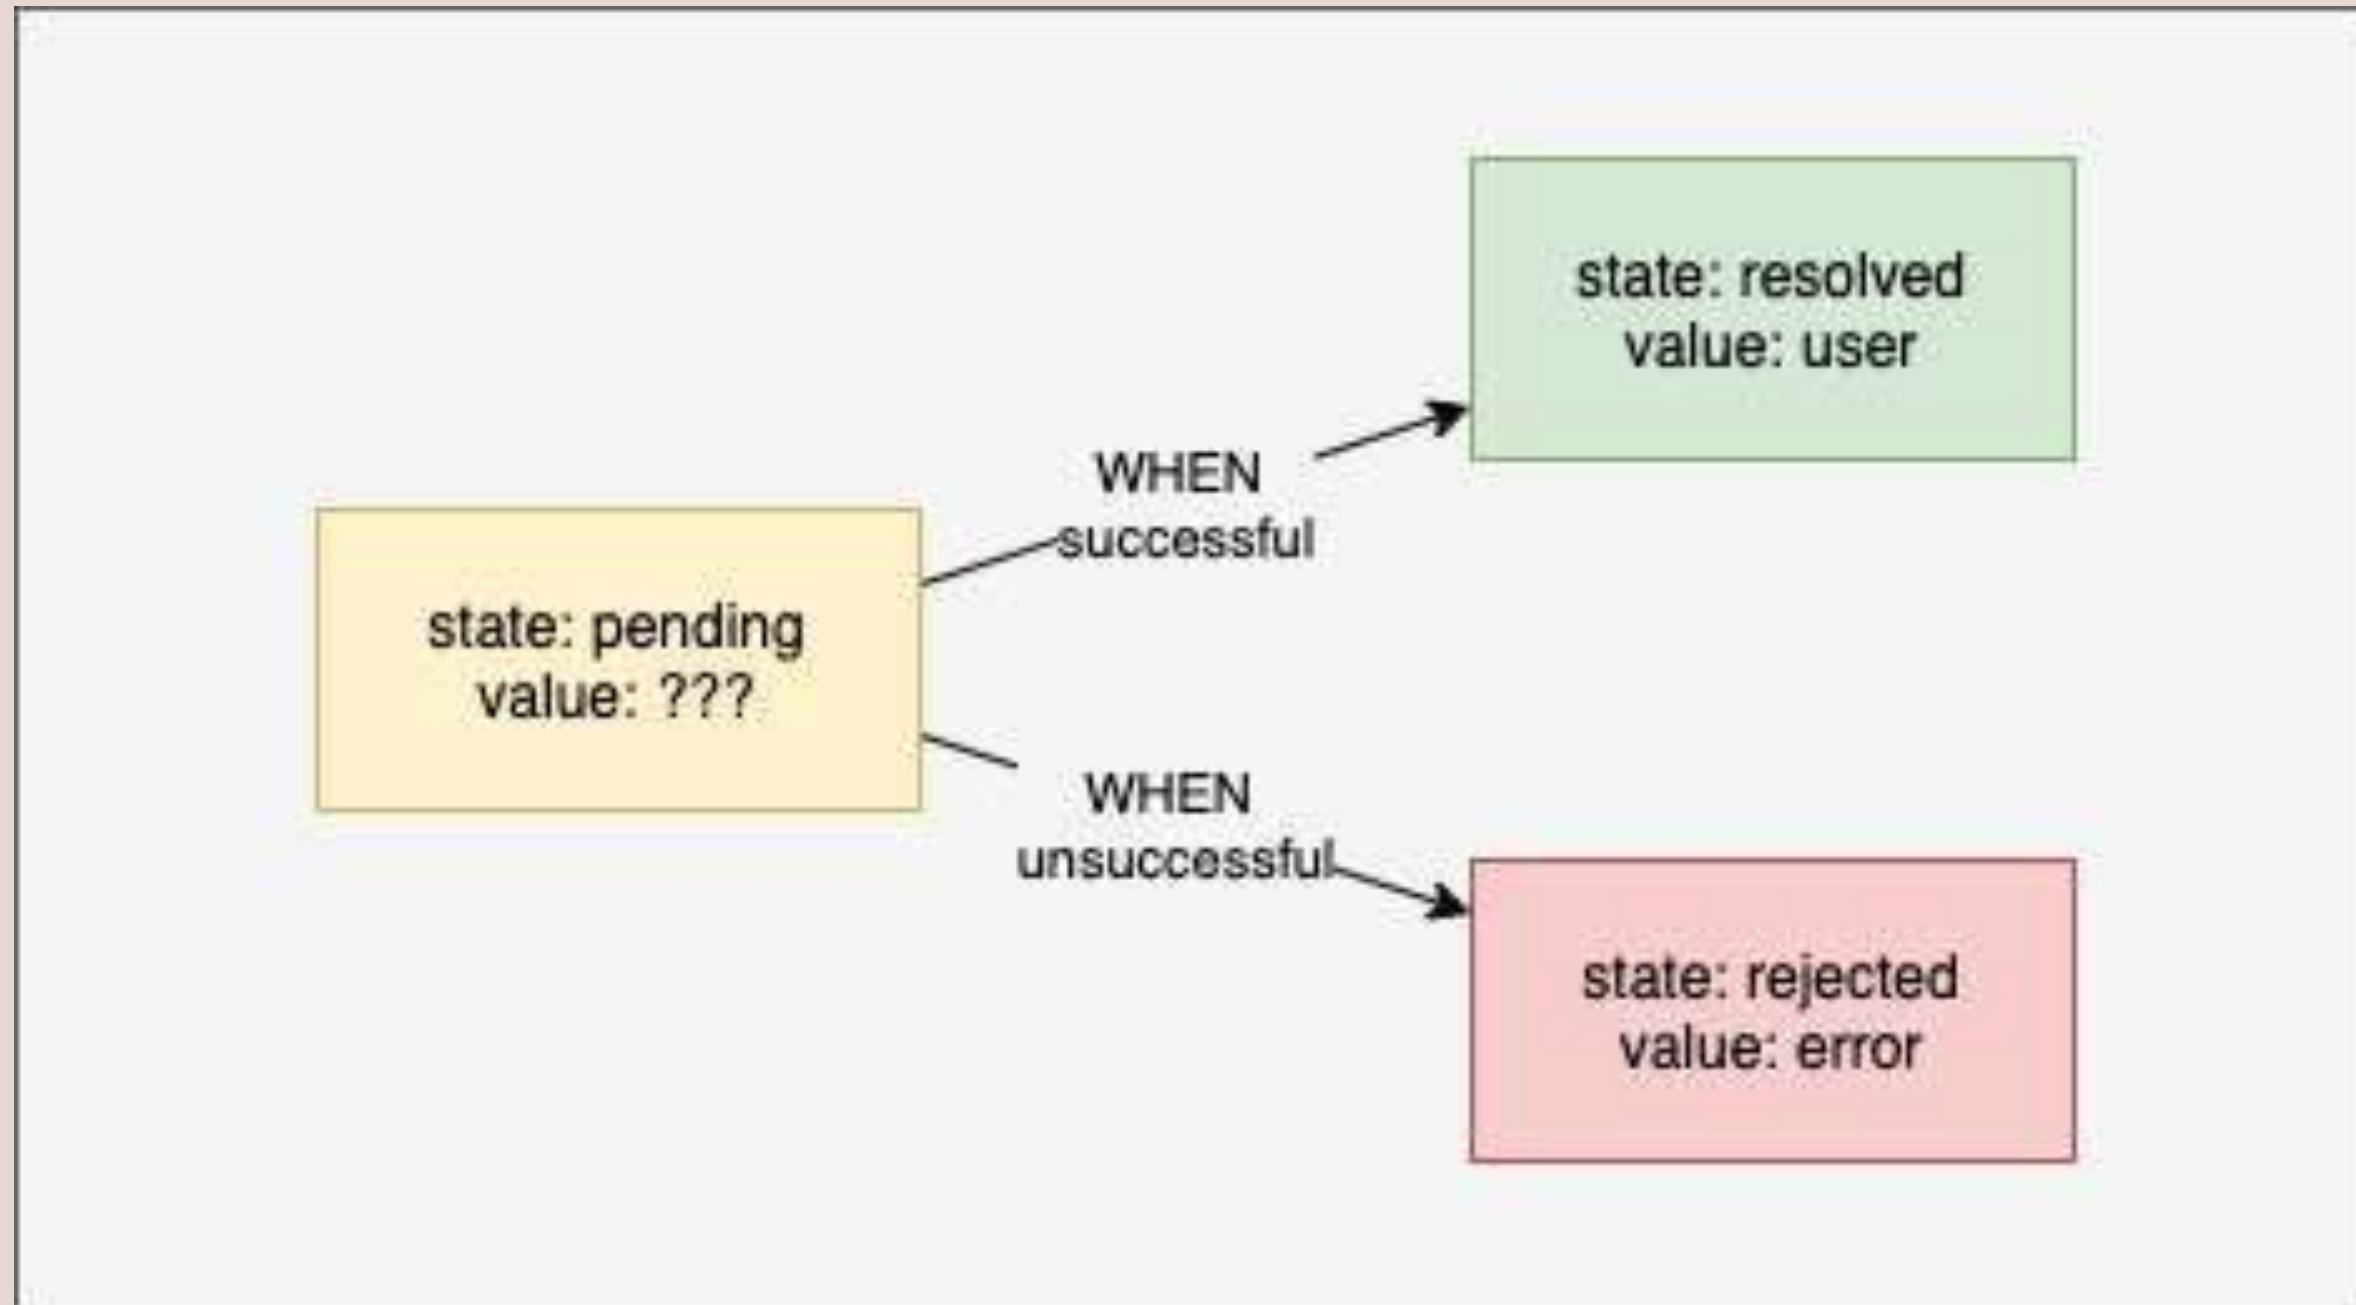 state: resolved
value: user
WHEN
successful
state: pending
value: ???
WHEN
unsuccessful
state: rejected
value: error